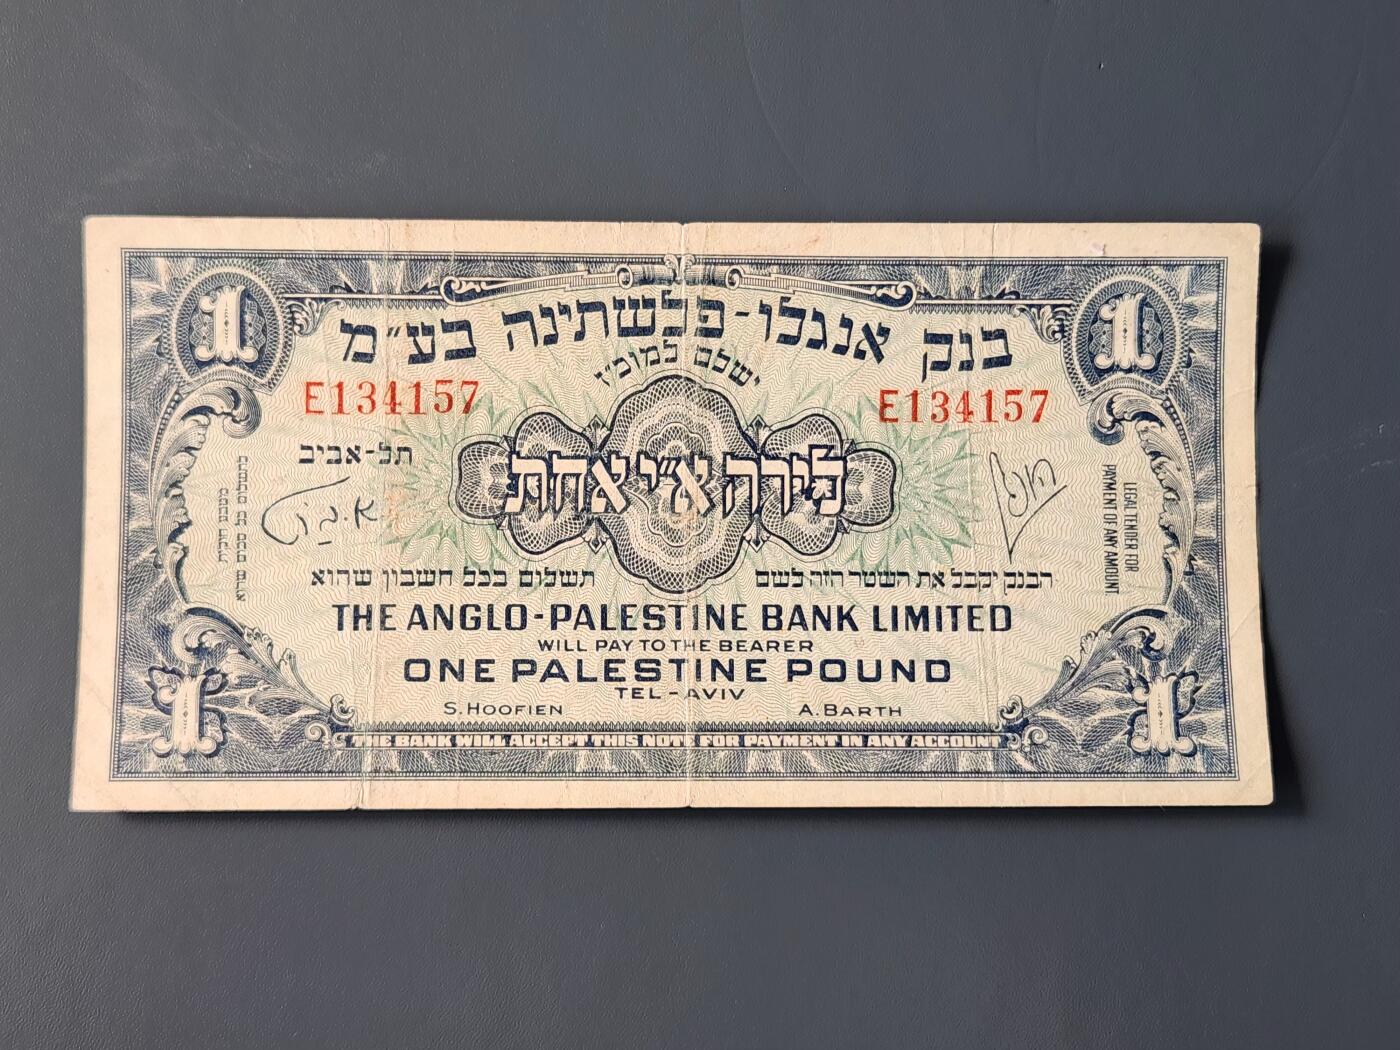 1 1
בנק אנגלו-פלשתינה בע״מ
ישלם למוכ״ז
E134157 E134157
תל-אביב
לירה א״י אחת
LEGAL TENDER FOR
PAYMENT OF ANY AMOUNT
הבנק יקבל את השטר הזה לשם תשלום בכל חשבון שהוא
THE ANGLO-PALESTINE BANK LIMITED
WILL PAY TO THE BEARER
ONE PALESTINE POUND
TEL-AVIV
S. HOOFIEN A. BARTH
THE BANK WILL ACCEPT THIS NOTE FOR PAYMENT IN ANY ACCOUNT
1 1